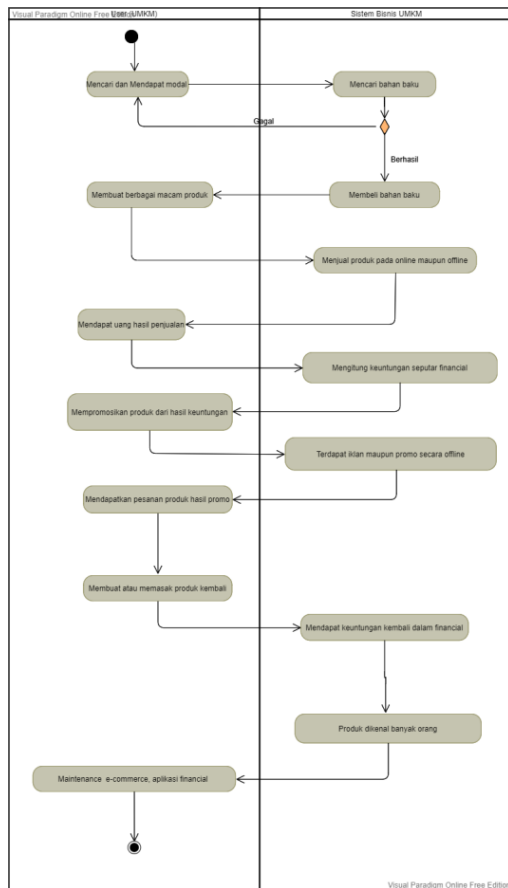 Visual Paradigm Online Free Edition
User (UMKM)
Sistem Bisnis UMKM
Mencari dan Mendapat modal
Mencari bahan baku
Gagal
Berhasil
Membuat berbagai macam produk
Membeli bahan baku
Menjual produk pada online maupun offline
Mendapat uang hasil penjualan
Mengitung keuntungan seputar financial
Mempromosikan produk dari hasil keuntungan
Terdapat iklan maupun promo secara offline
Mendapatkan pesanan produk hasil promo
Membuat atau memasak produk kembali
Mendapat keuntungan kembali dalam financial
Produk dikenal banyak orang
Maintenance e-commerce, aplikasi financial
Visual Paradigm Online Free Edition